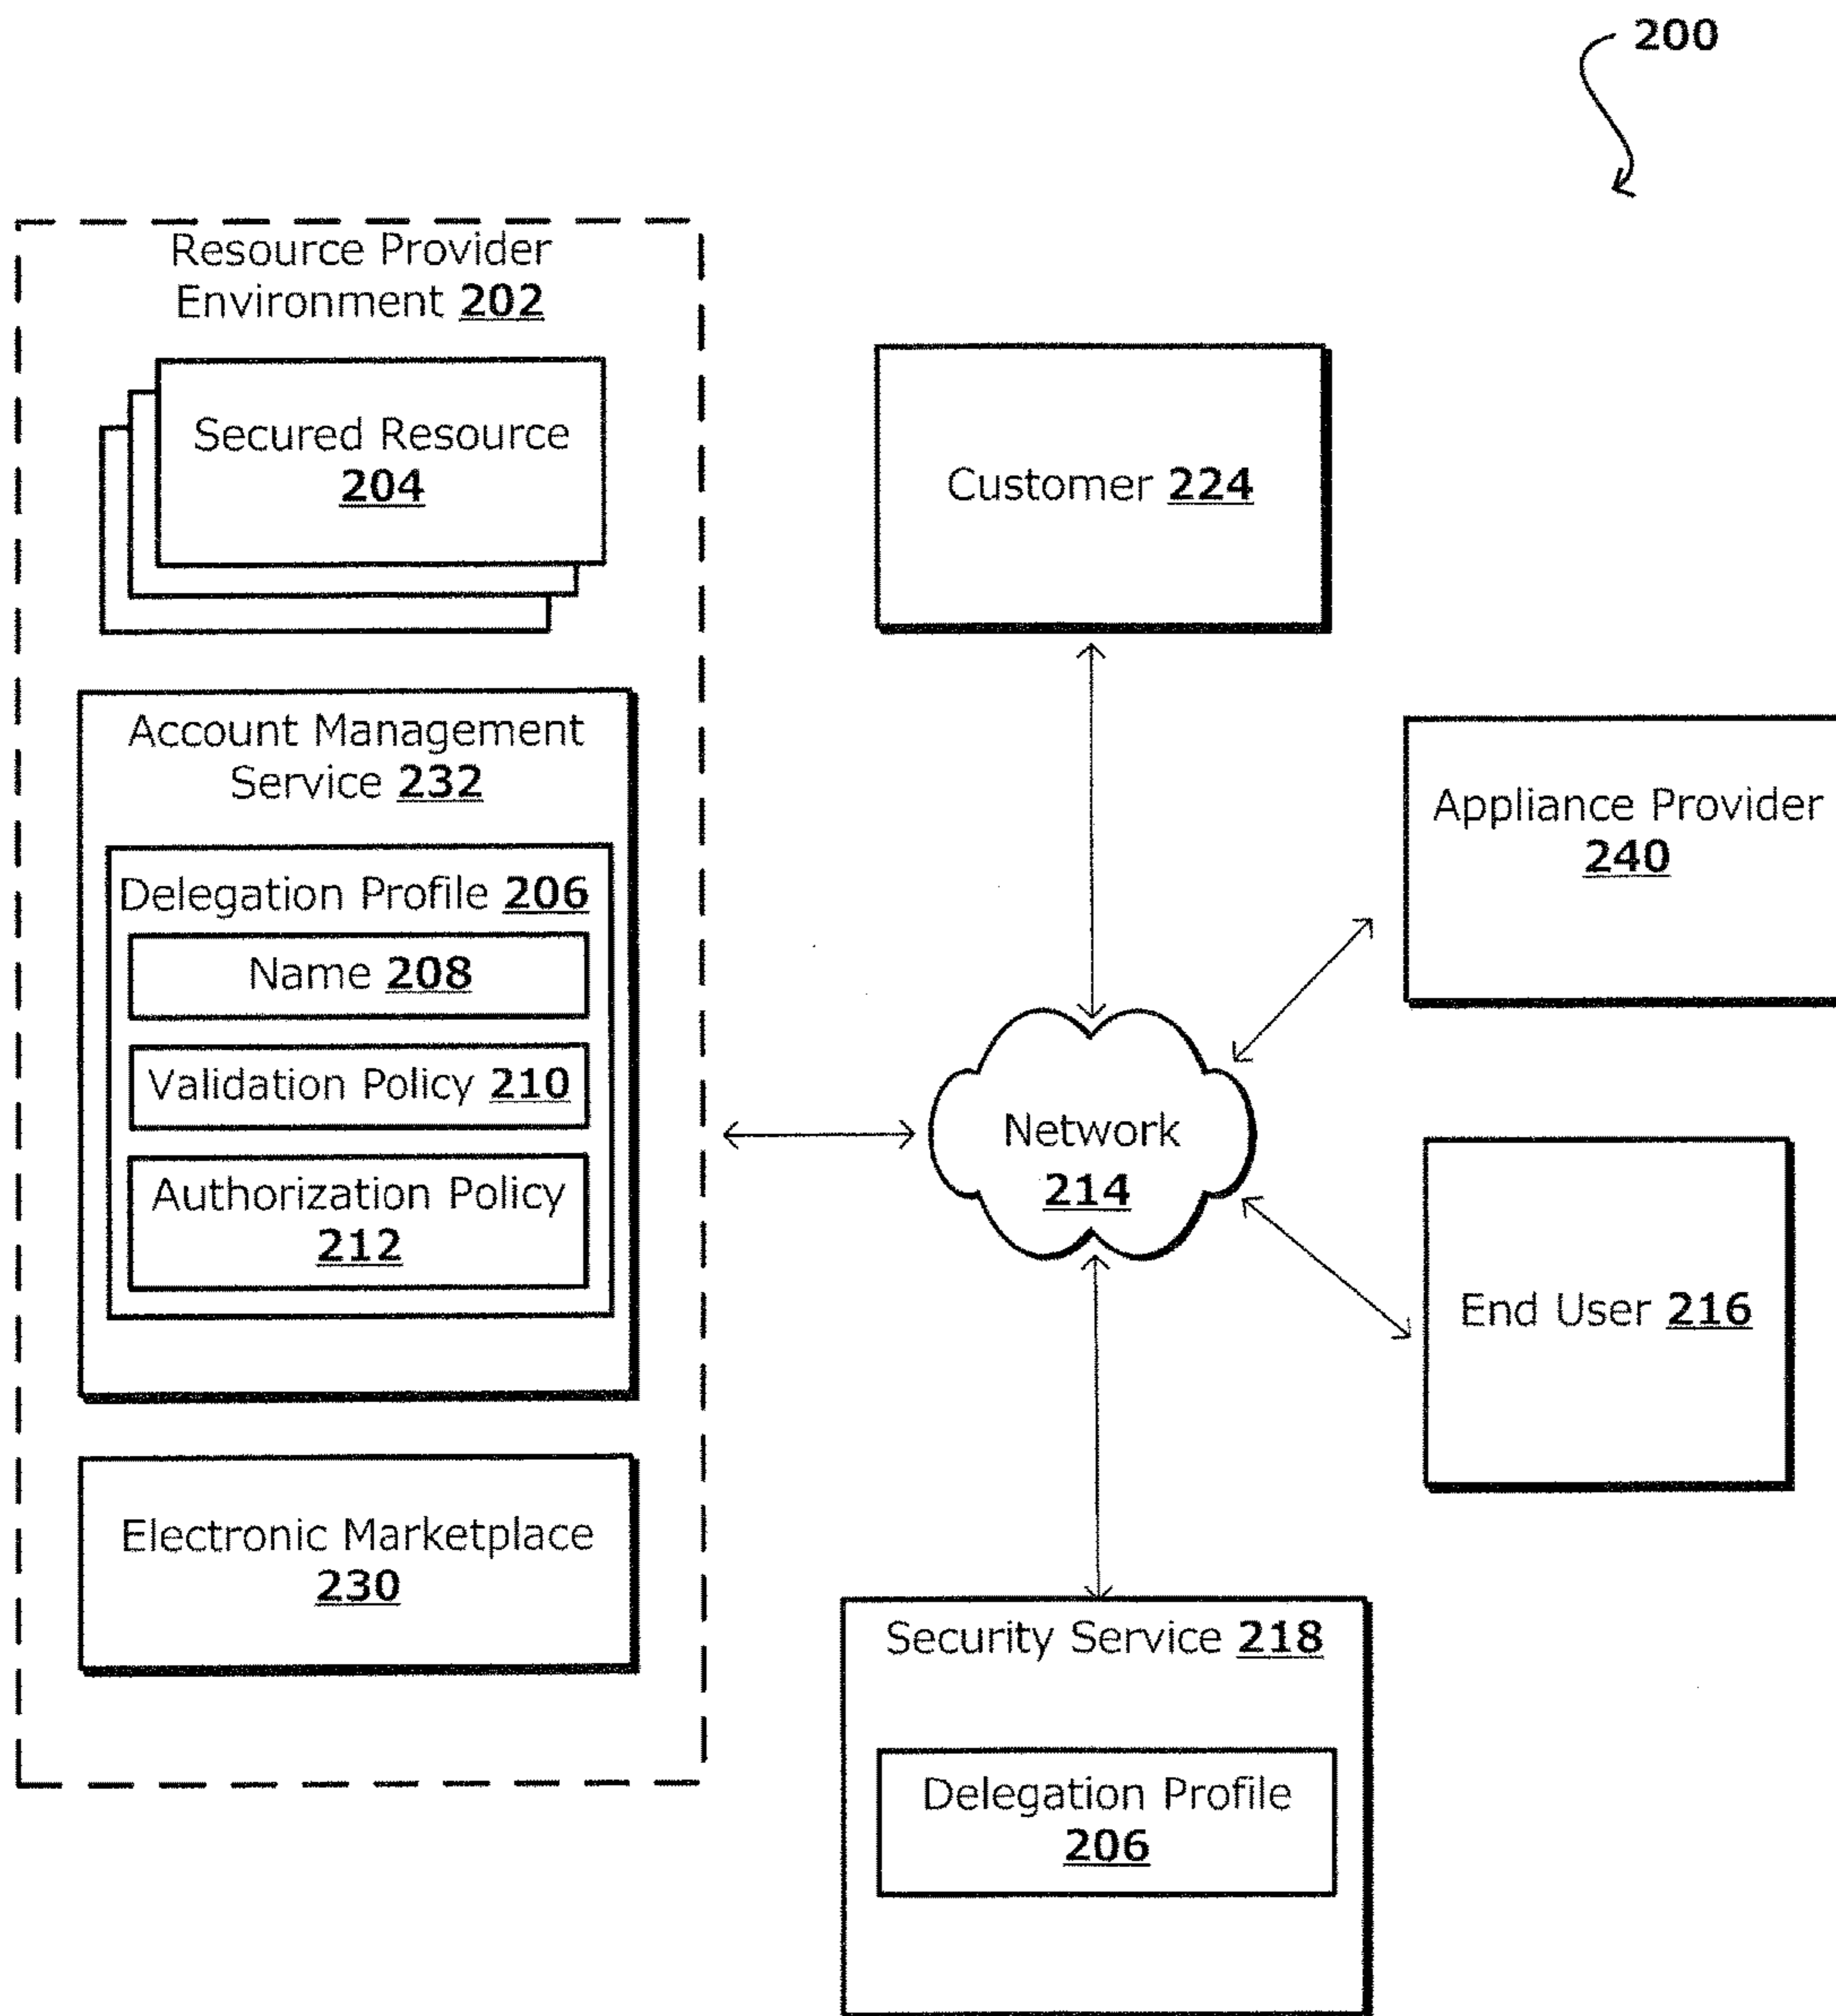 200
Resource Provider
Environment 202
Secured Resource
204
Account Management
Service 232
Delegation Profile 206
Name 208
Validation Policy 210
Authorization Policy
212
Electronic Marketplace
230
Customer 224
Appliance Provider
240
Network
214
End User 216
Security Service 218
Delegation Profile
206